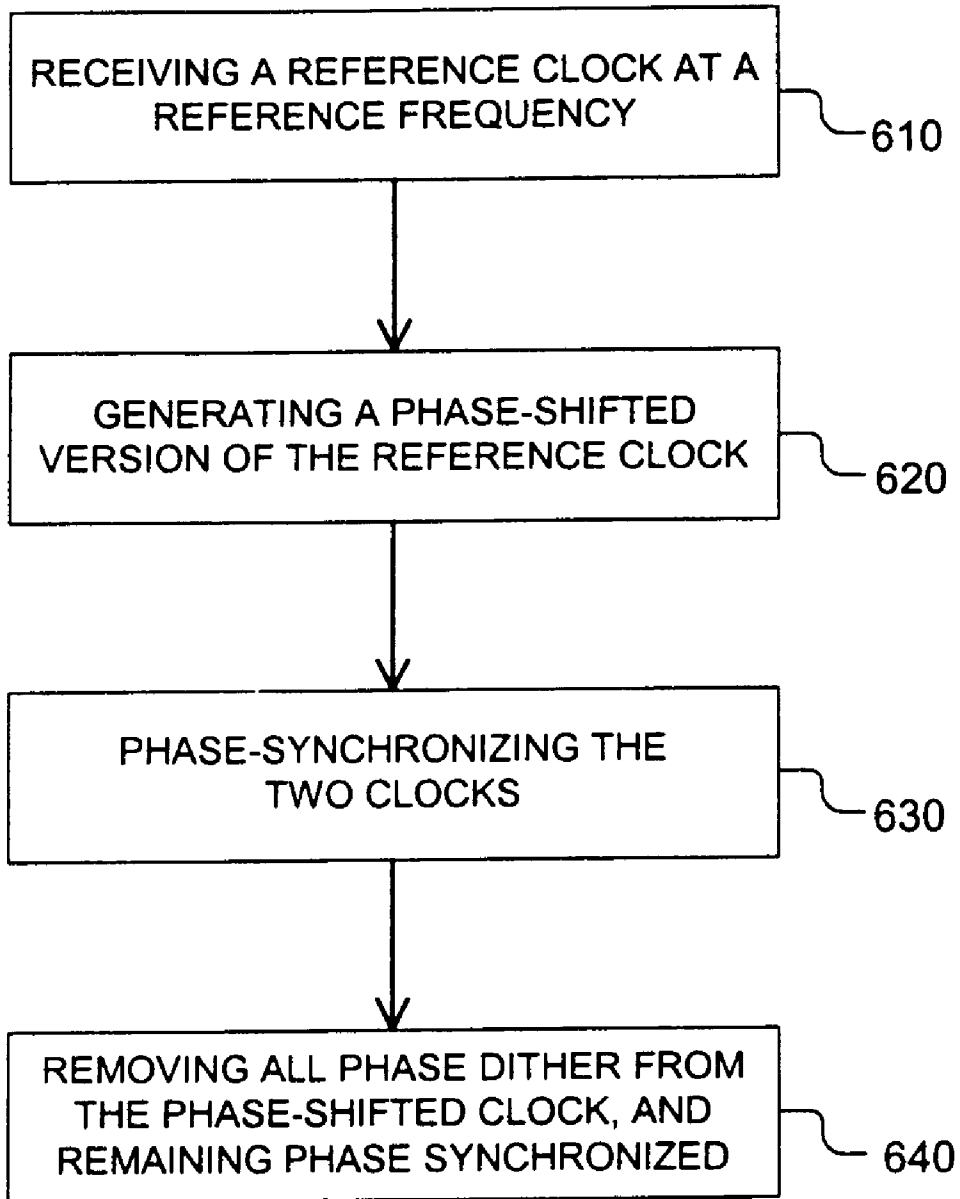 RECEIVING A REFERENCE CLOCK AT A
REFERENCE FREQUENCY
610
GENERATING A PHASE-SHIFTED
VERSION OF THE REFERENCE CLOCK
620
PHASE-SYNCHRONIZING THE
TWO CLOCKS
630
REMOVING ALL PHASE DITHER FROM
THE PHASE-SHIFTED CLOCK, AND
REMAINING PHASE SYNCHRONIZED
640